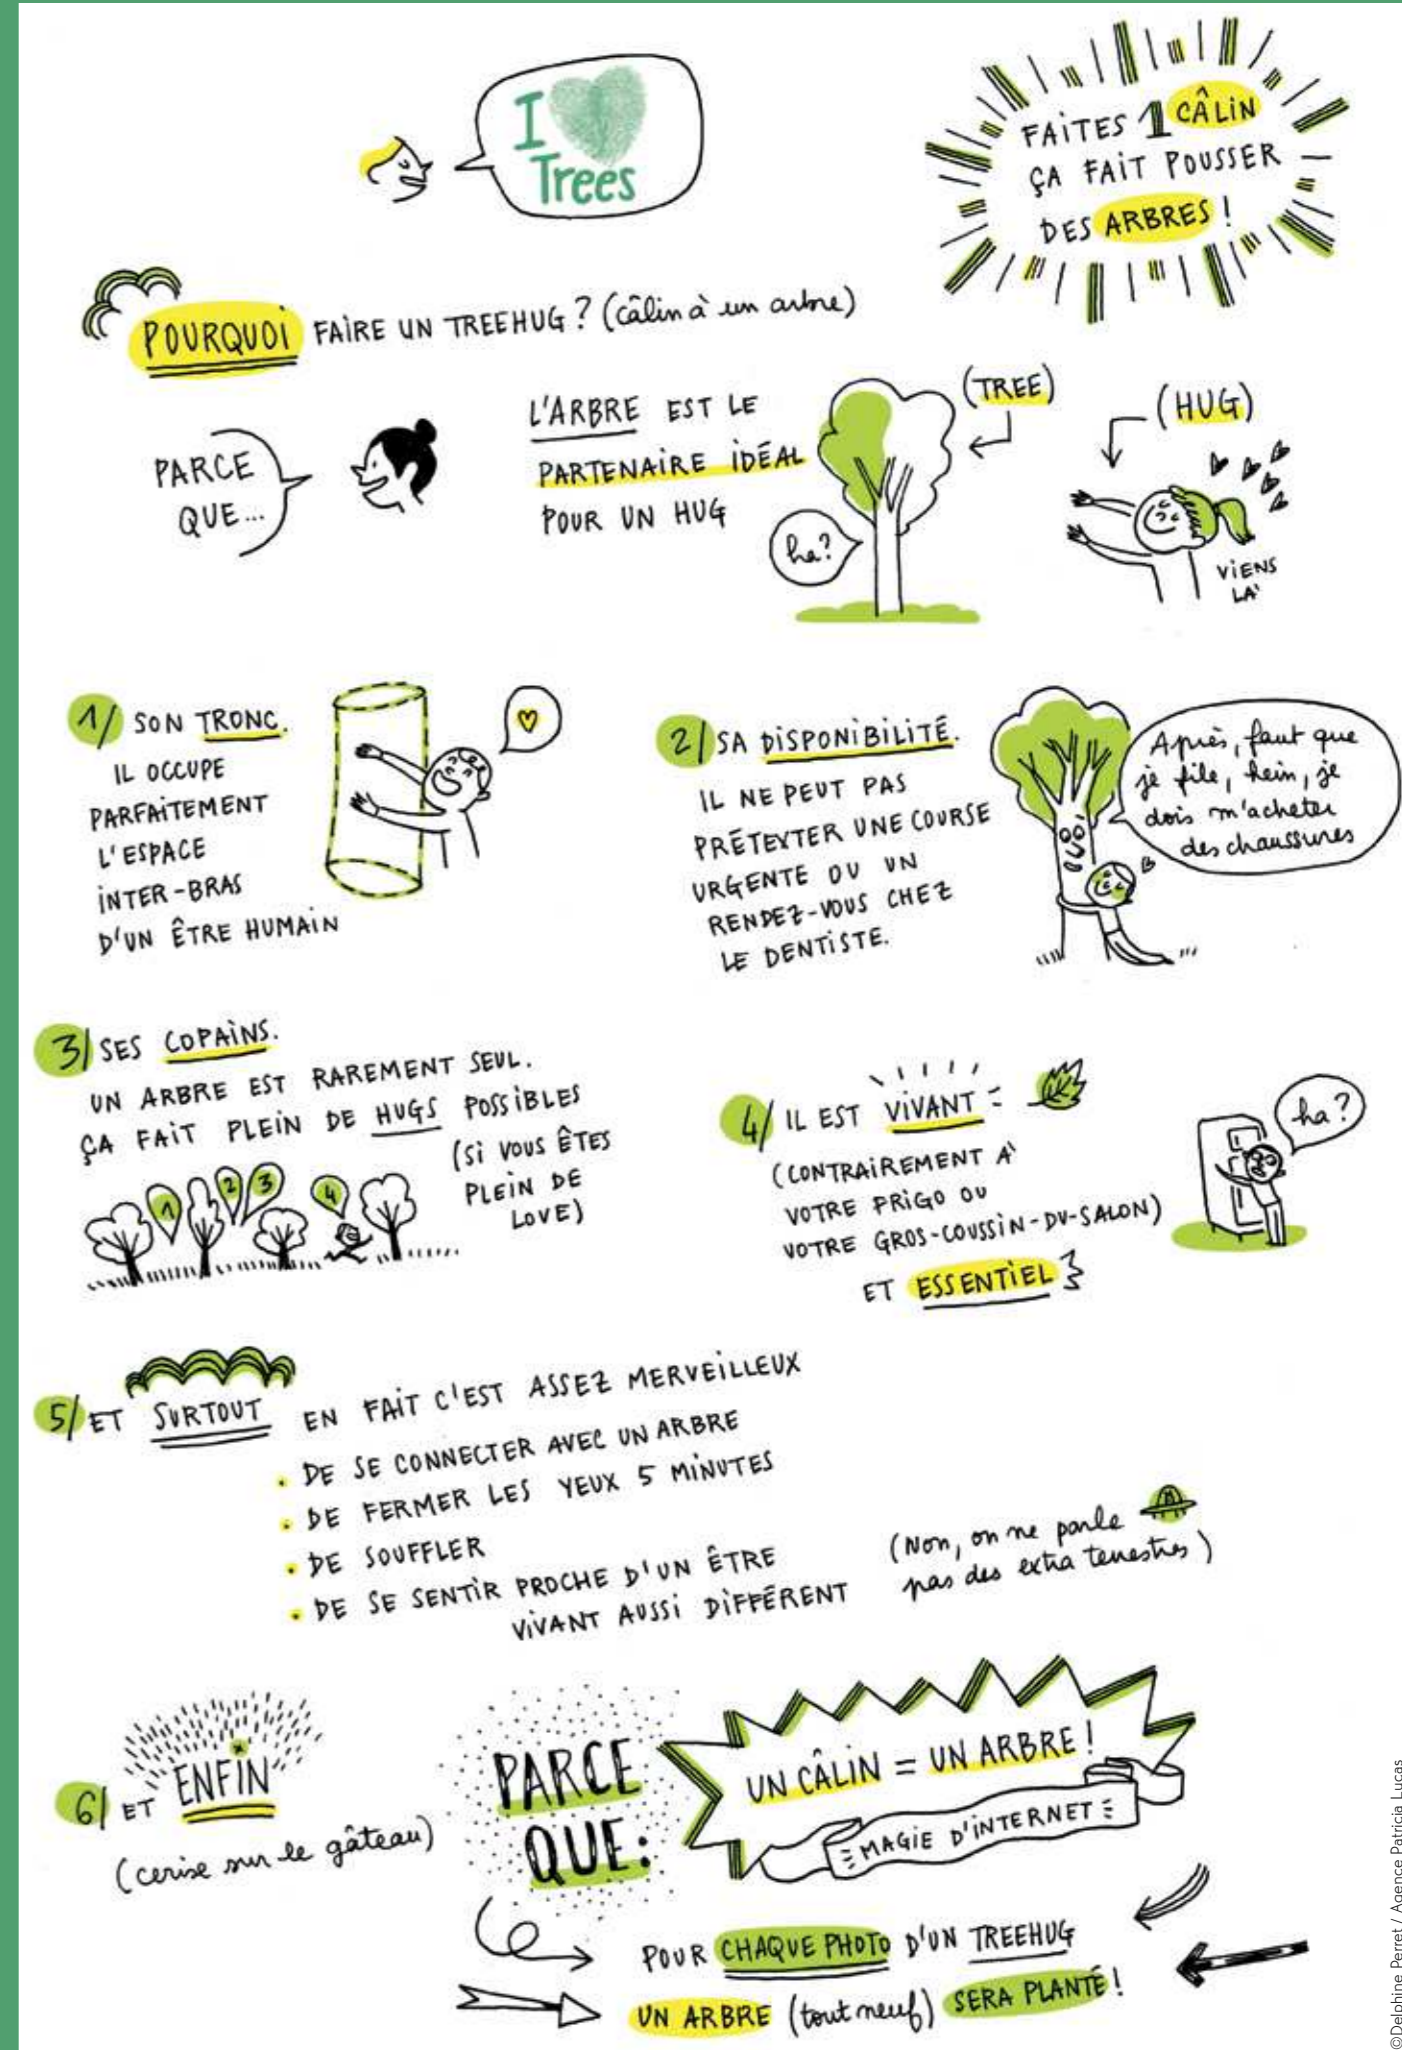 I
Trees
FAITES 1 CÂLIN
ÇA FAIT POUSSER
DES ARBRES !
POURQUOI FAIRE UN TREEHUG ? (câlin à un arbre)
PARCE
QUE...
L'ARBRE EST LE
PARTENAIRE IDÉAL
POUR UN HUG
(TREE)
ha?
(HUG)
VIENS
LÀ
1/ SON TRONC.
IL OCCUPE
PARFAITEMENT
L'ESPACE
INTER-BRAS
D'UN ÊTRE HUMAIN
2/ SA DISPONIBILITÉ.
IL NE PEUT PAS
PRÉTEXTER UNE COURSE
URGENTE OU UN
RENDEZ-VOUS CHEZ
LE DENTISTE.
Après, faut que
je file, hein, je
dois m'acheter
des chaussures
3/ SES COPAINS.
UN ARBRE EST RAREMENT SEUL.
ÇA FAIT PLEIN DE HUGS POSSIBLES
(SI VOUS ÊTES
PLEIN DE
LOVE)
1 2 3 4
4/ IL EST VIVANT
(CONTRAIREMENT À
VOTRE FRIGO OU
VOTRE GROS-COUSSIN-DU-SALON)
ET ESSENTIEL
ha?
5/ ET SURTOUT EN FAIT C'EST ASSEZ MERVEILLEUX
• DE SE CONNECTER AVEC UN ARBRE
• DE FERMER LES YEUX 5 MINUTES
• DE SOUFFLER
• DE SE SENTIR PROCHE D'UN ÊTRE
VIVANT AUSSI DIFFÉRENT
(Non, on ne parle
pas des extra terrestres)
6/ ET ENFIN
(cerise sur le gâteau)
PARCE
QUE :
UN CÂLIN = UN ARBRE !
MAGIE D'INTERNET
POUR CHAQUE PHOTO D'UN TREEHUG
UN ARBRE (tout neuf) SERA PLANTÉ !
©Delphine Perret / Agence Patricia Lucas